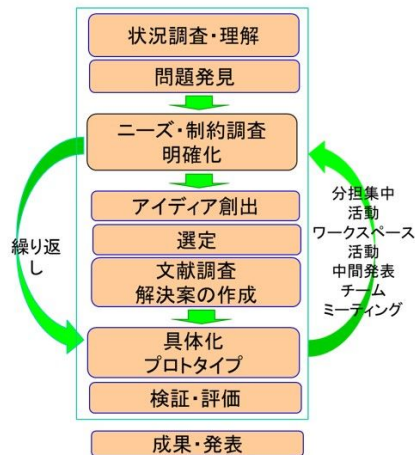 状況調査・理解
問題発見
ニーズ・制約調査
明確化
アイディア創出
選定
文献調査
解決案の作成
具体化
プロトタイプ
検証・評価
成果・発表
繰り返
し
分担集中
活動
ワークスペース
活動
中間発表
チーム
ミーティング